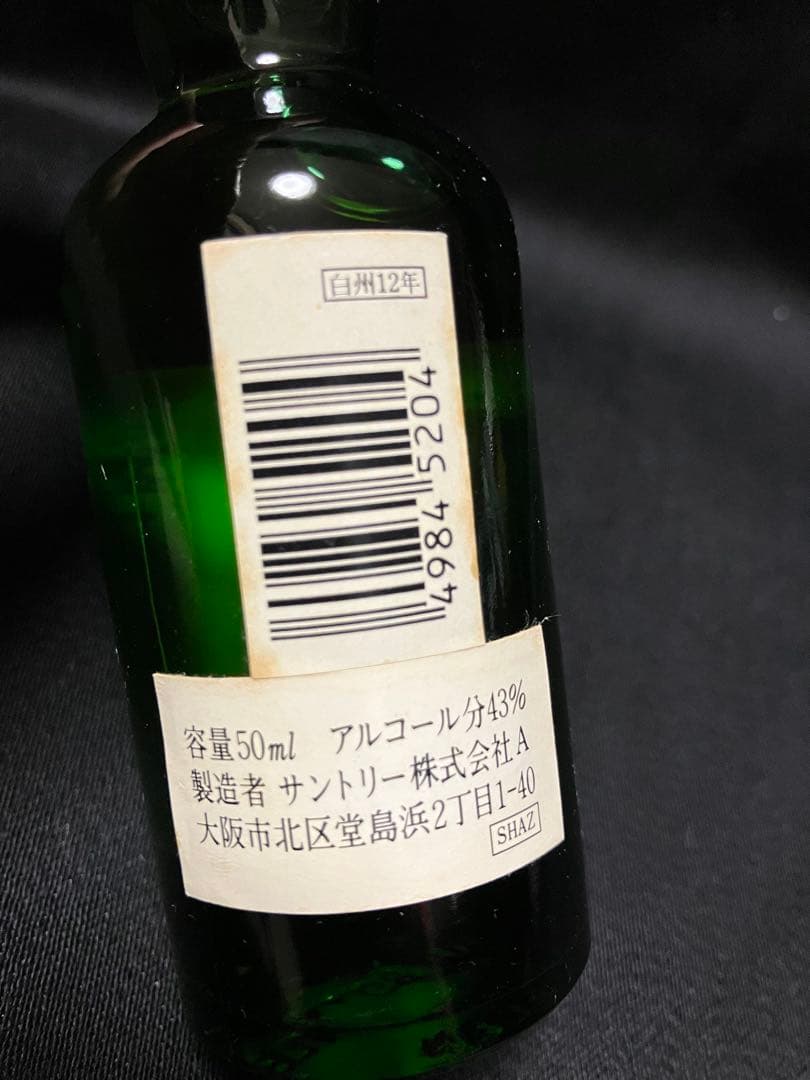 白州12年
4984 5204
容量50ml アルコール分43%
製造者 サントリー株式会社A
大阪市北区堂島浜2丁目1-40
SHAZ